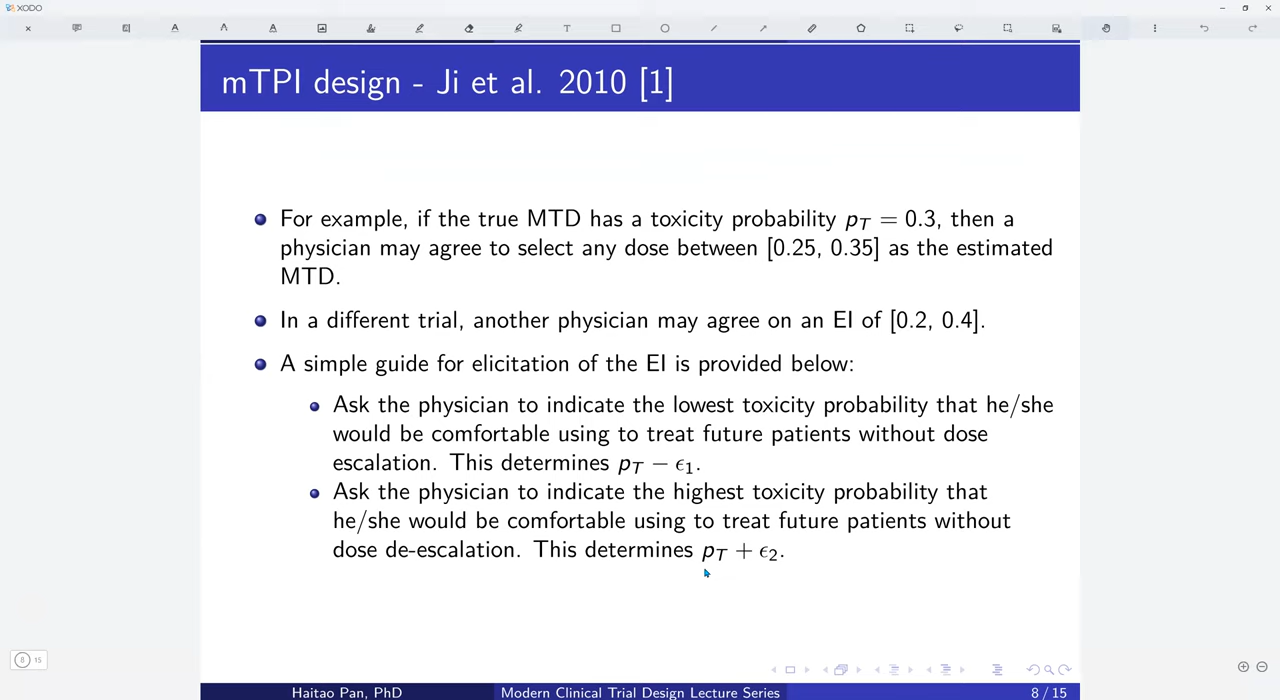 XODO
mTPI design - Ji et al. 2010 [1]
For example, if the true MTD has a toxicity probability p_T = 0.3, then a
physician may agree to select any dose between [0.25, 0.35] as the estimated
MTD.
In a different trial, another physician may agree on an EI of [0.2, 0.4].
A simple guide for elicitation of the EI is provided below:
Ask the physician to indicate the lowest toxicity probability that he/she
would be comfortable using to treat future patients without dose
escalation. This determines p_T − ϵ_1.
Ask the physician to indicate the highest toxicity probability that
he/she would be comfortable using to treat future patients without
dose de-escalation. This determines p_T + ϵ_2.
8 15
Haitao Pan, PhD Modern Clinical Trial Design Lecture Series 8 / 15